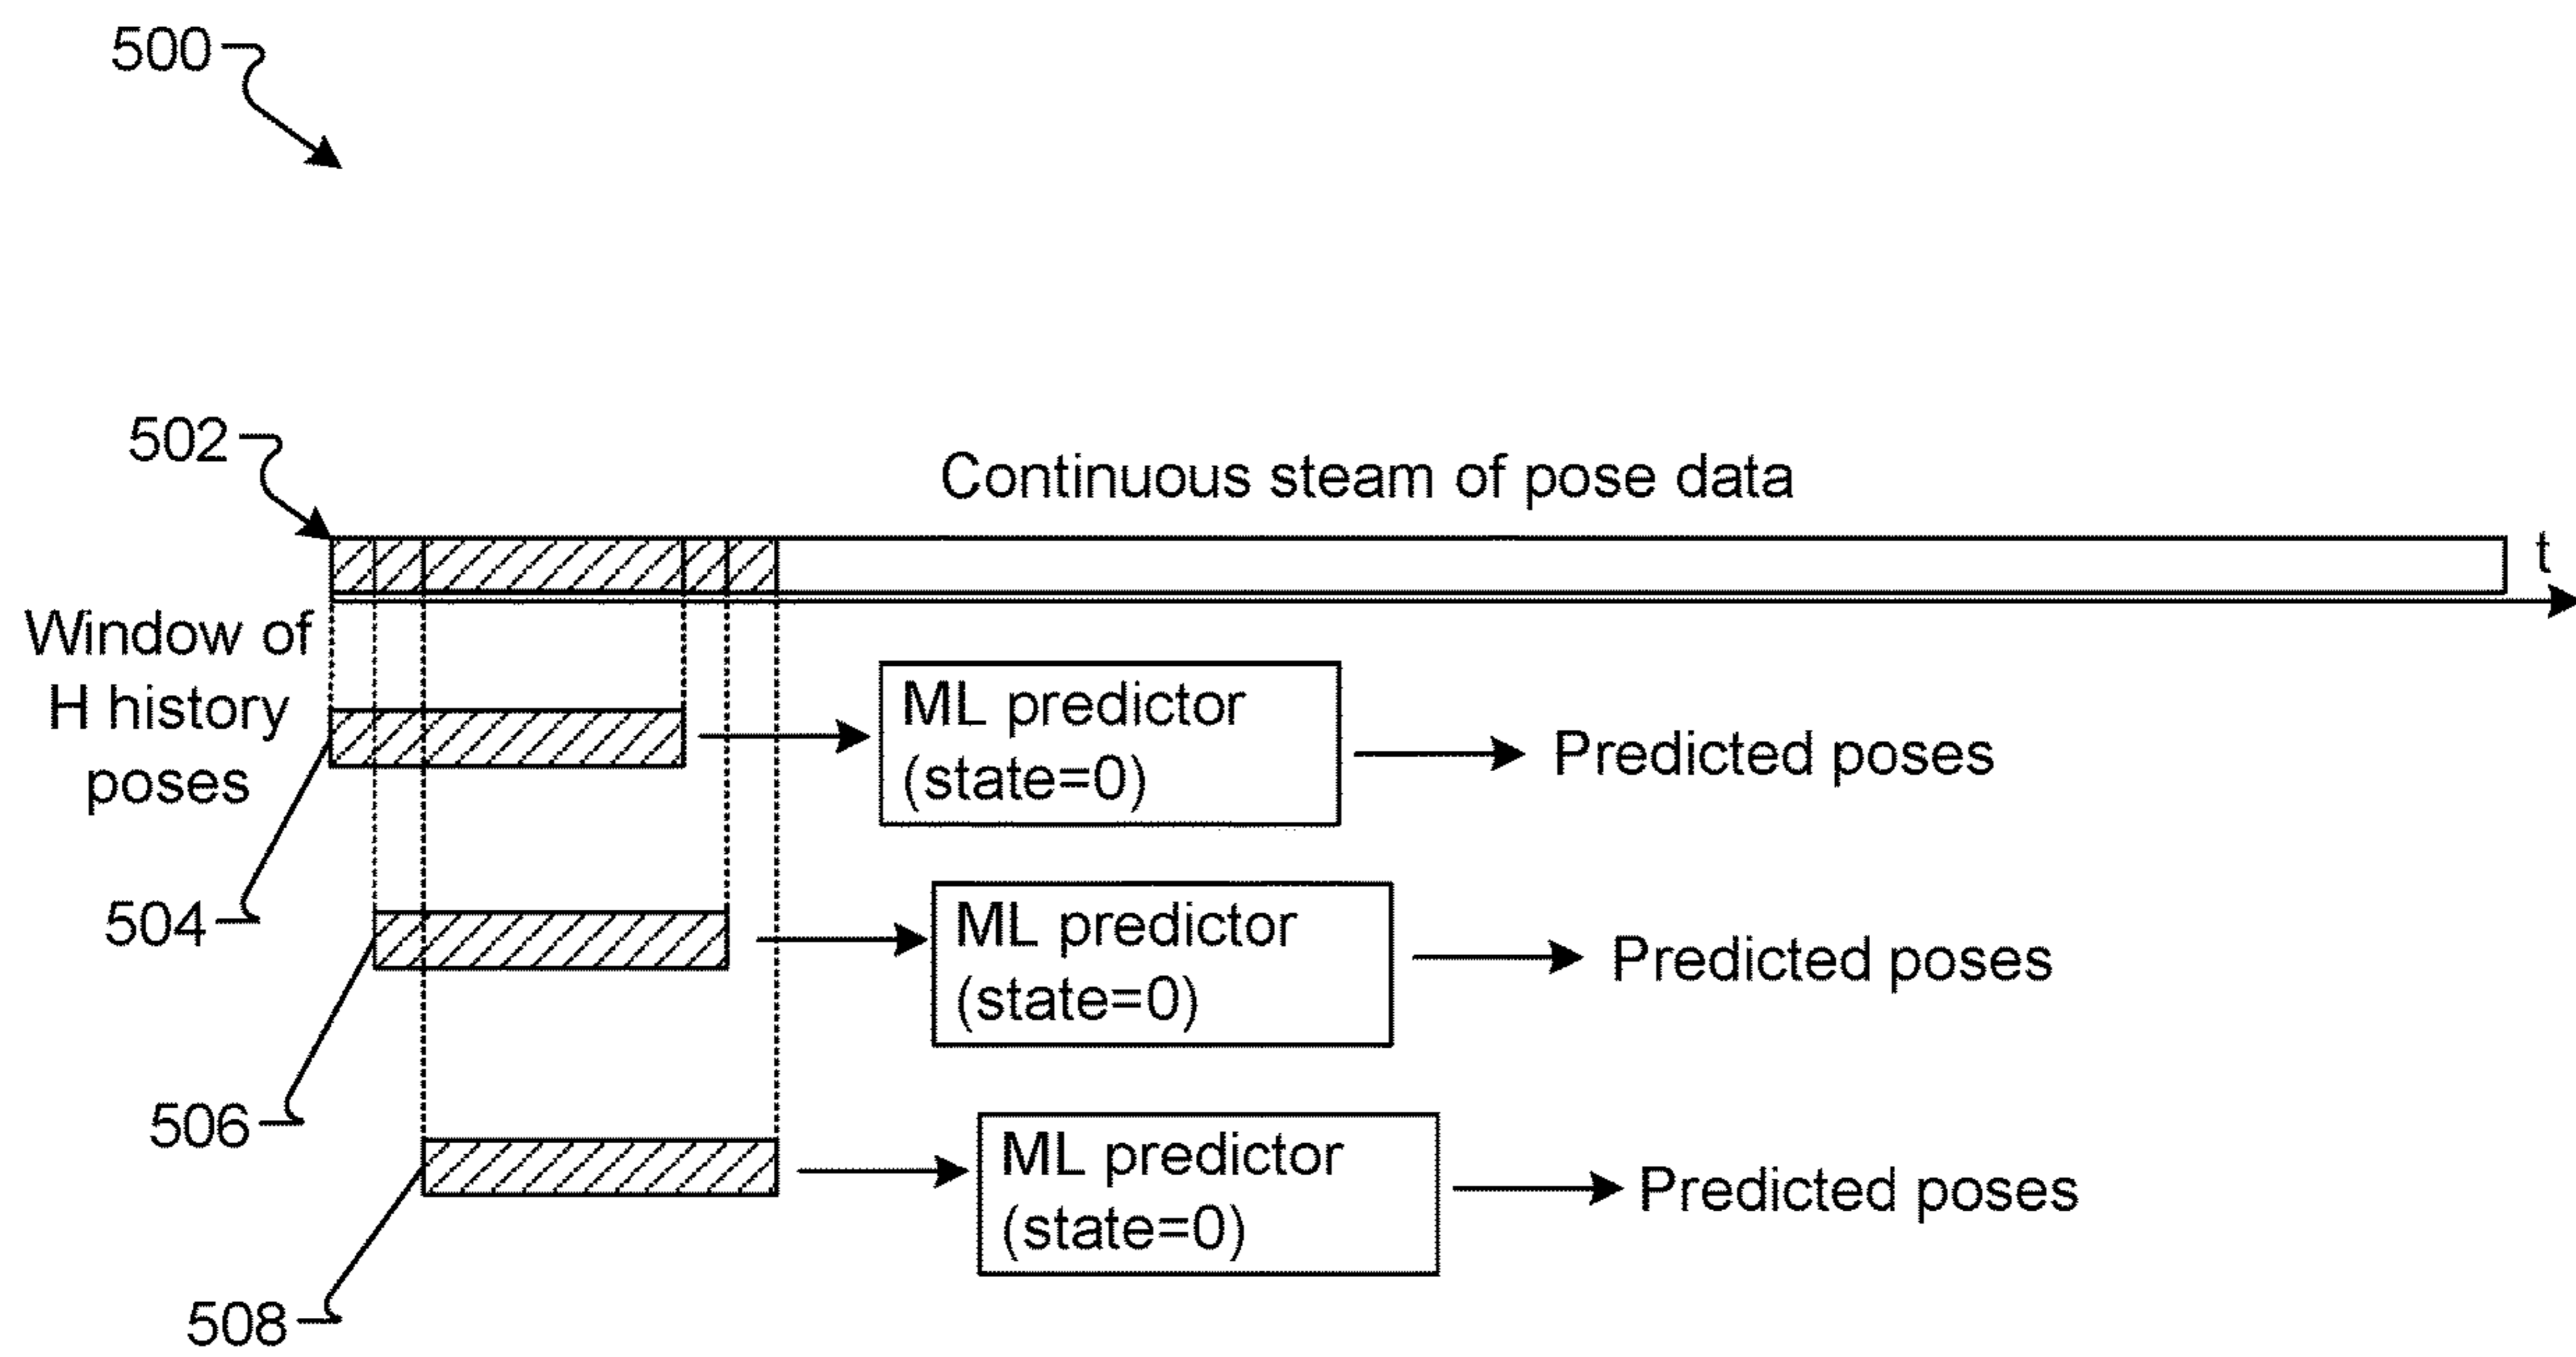 500
502
Continuous steam of pose data
t
Window of
H history
poses
ML predictor
(state=0)
Predicted poses
504
ML predictor
(state=0)
Predicted poses
506
ML predictor
(state=0)
Predicted poses
508